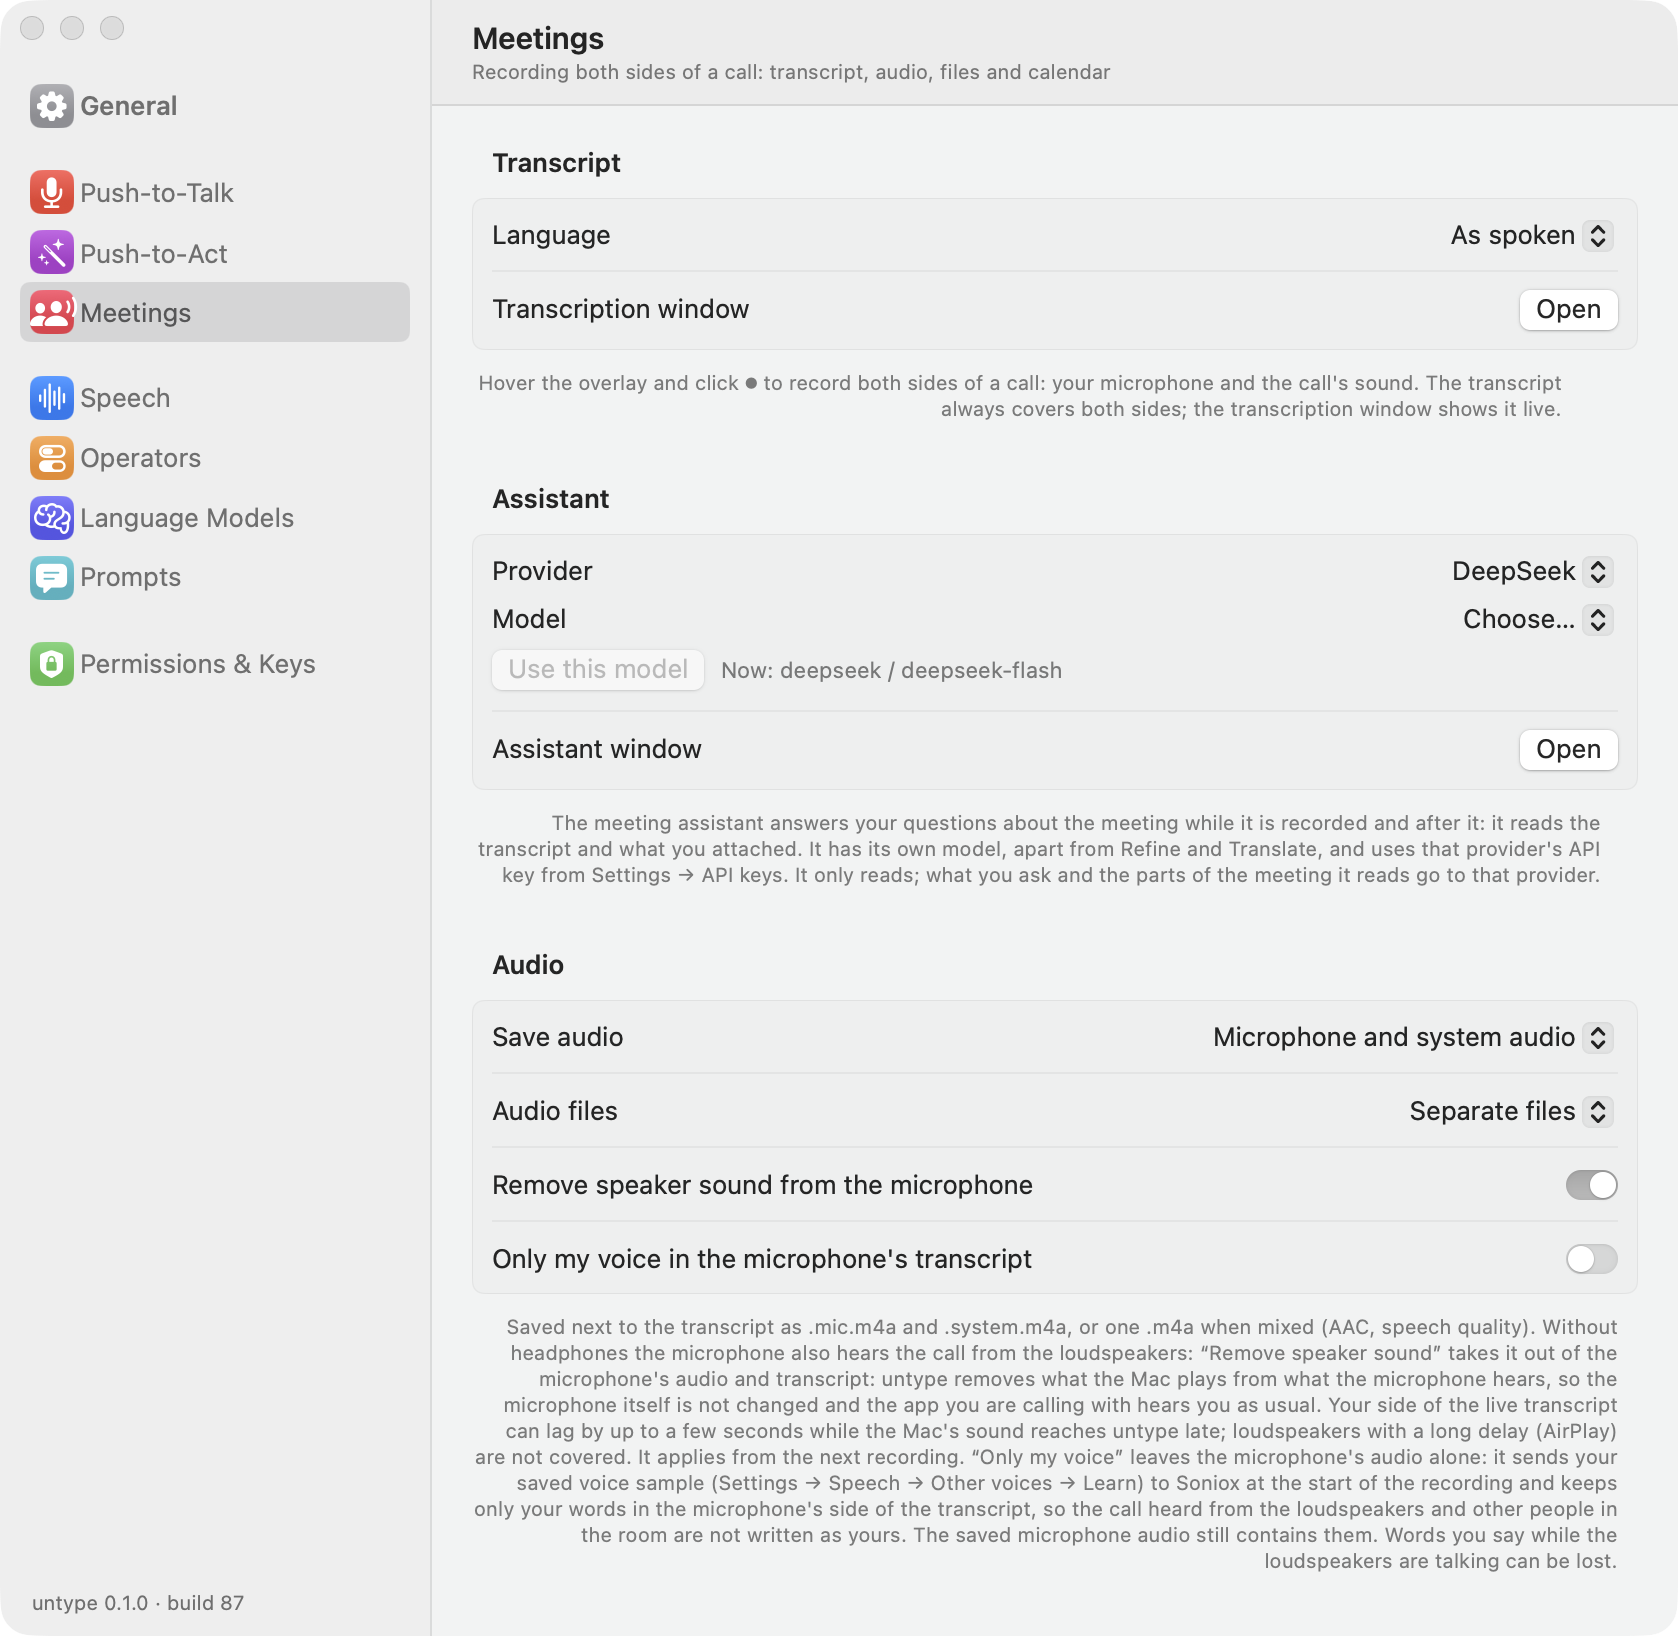 General
Push-to-Talk
Push-to-Act
Meetings
Speech
Operators
Language Models
Prompts
Permissions & Keys
untype 0.1.0 · build 87
Meetings
Recording both sides of a call: transcript, audio, files and calendar
Transcript
Language As spoken
Transcription window Open
Hover the overlay and click ● to record both sides of a call: your microphone and the call's sound. The transcript
always covers both sides; the transcription window shows it live.
Assistant
Provider DeepSeek
Model Choose...
Use this model Now: deepseek / deepseek-flash
Assistant window Open
The meeting assistant answers your questions about the meeting while it is recorded and after it: it reads the
transcript and what you attached. It has its own model, apart from Refine and Translate, and uses that provider's API
key from Settings → API keys. It only reads; what you ask and the parts of the meeting it reads go to that provider.
Audio
Save audio Microphone and system audio
Audio files Separate files
Remove speaker sound from the microphone
Only my voice in the microphone's transcript
Saved next to the transcript as .mic.m4a and .system.m4a, or one .m4a when mixed (AAC, speech quality). Without
headphones the microphone also hears the call from the loudspeakers: “Remove speaker sound” takes it out of the
microphone's audio and transcript: untype removes what the Mac plays from what the microphone hears, so the
microphone itself is not changed and the app you are calling with hears you as usual. Your side of the live transcript
can lag by up to a few seconds while the Mac's sound reaches untype late; loudspeakers with a long delay (AirPlay)
are not covered. It applies from the next recording. “Only my voice” leaves the microphone's audio alone: it sends your
saved voice sample (Settings → Speech → Other voices → Learn) to Soniox at the start of the recording and keeps
only your words in the microphone's side of the transcript, so the call heard from the loudspeakers and other people in
the room are not written as yours. The saved microphone audio still contains them. Words you say while the
loudspeakers are talking can be lost.